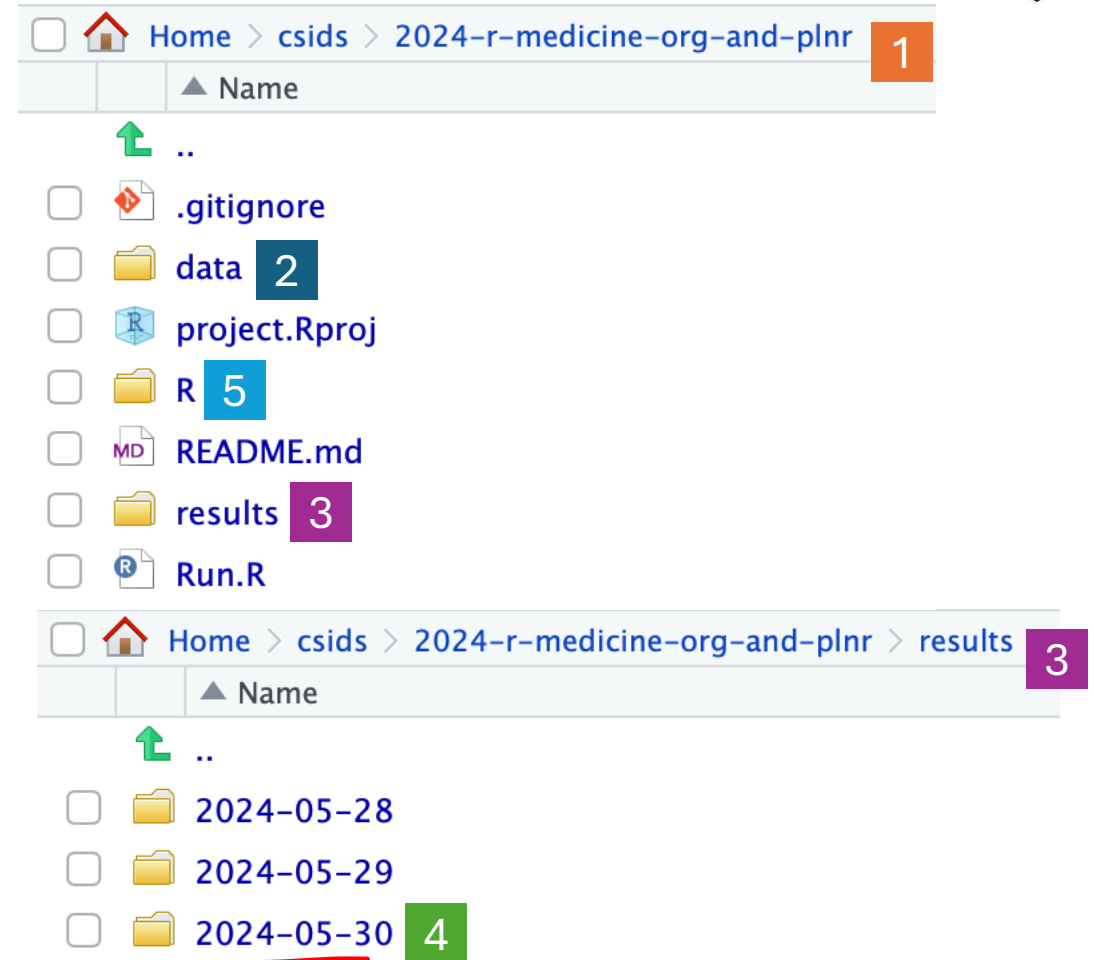 Home > csids > 2024-r-medicine-org-and-plnr 1
Name
..
.gitignore
data 2
R project.Rproj
R 5
MD README.md
results 3
R Run.R
Home > csids > 2024-r-medicine-org-and-plnr > results 3
Name
..
2024-05-28
2024-05-29
2024-05-30 4